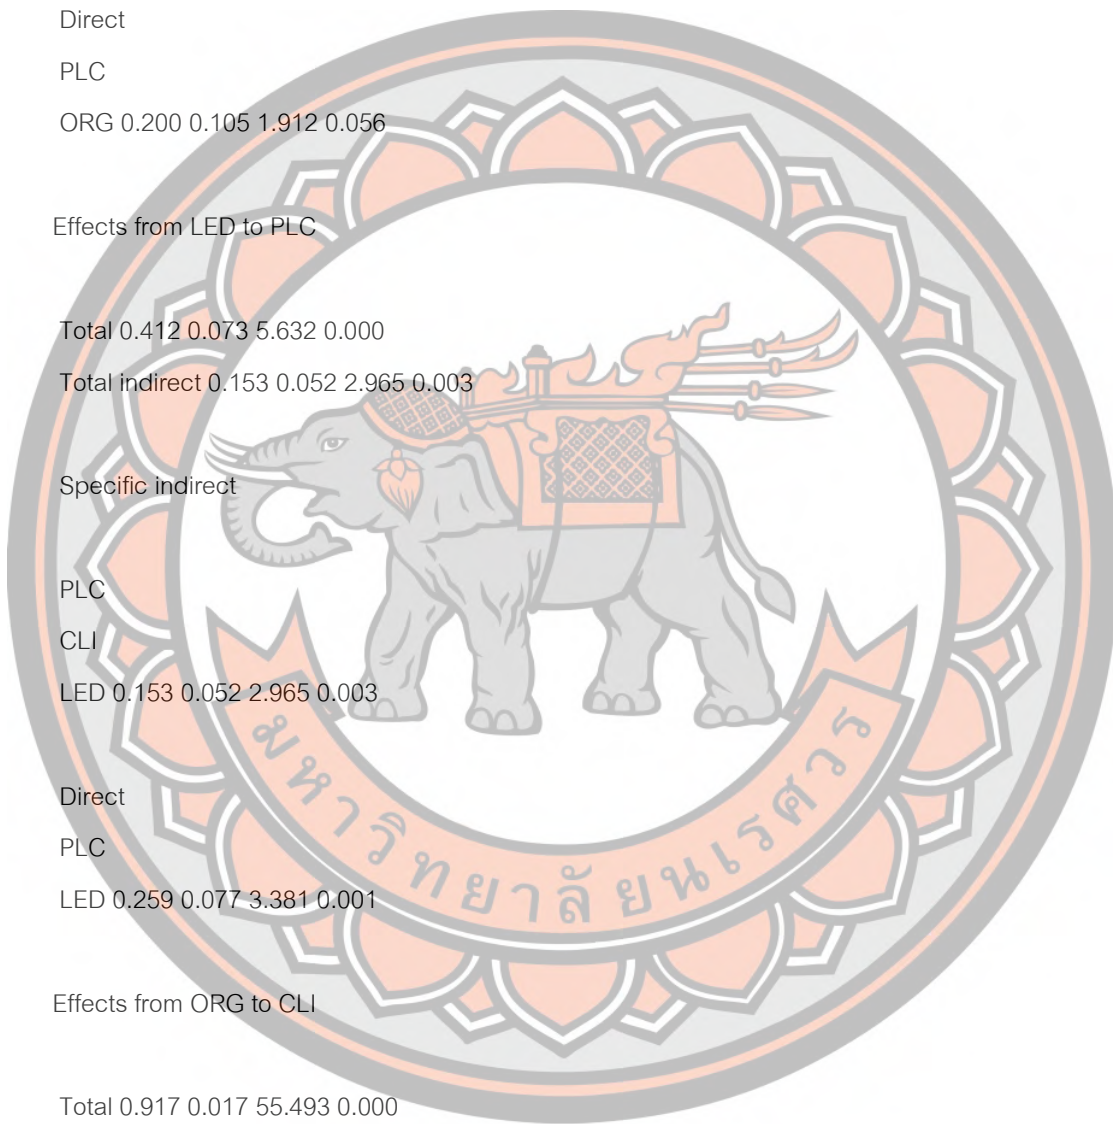 Direct
PLC
ORG 0.200 0.105 1.912 0.056
Effects from LED to PLC
Total 0.412 0.073 5.632 0.000
Total indirect 0.153 0.052 2.965 0.003
Specific indirect
PLC
CLI
LED 0.153 0.052 2.965 0.003
Direct
PLC
LED 0.259 0.077 3.381 0.001
Effects from ORG to CLI
Total 0.917 0.017 55.493 0.000
มหาวิทยาลัยนเรศวร